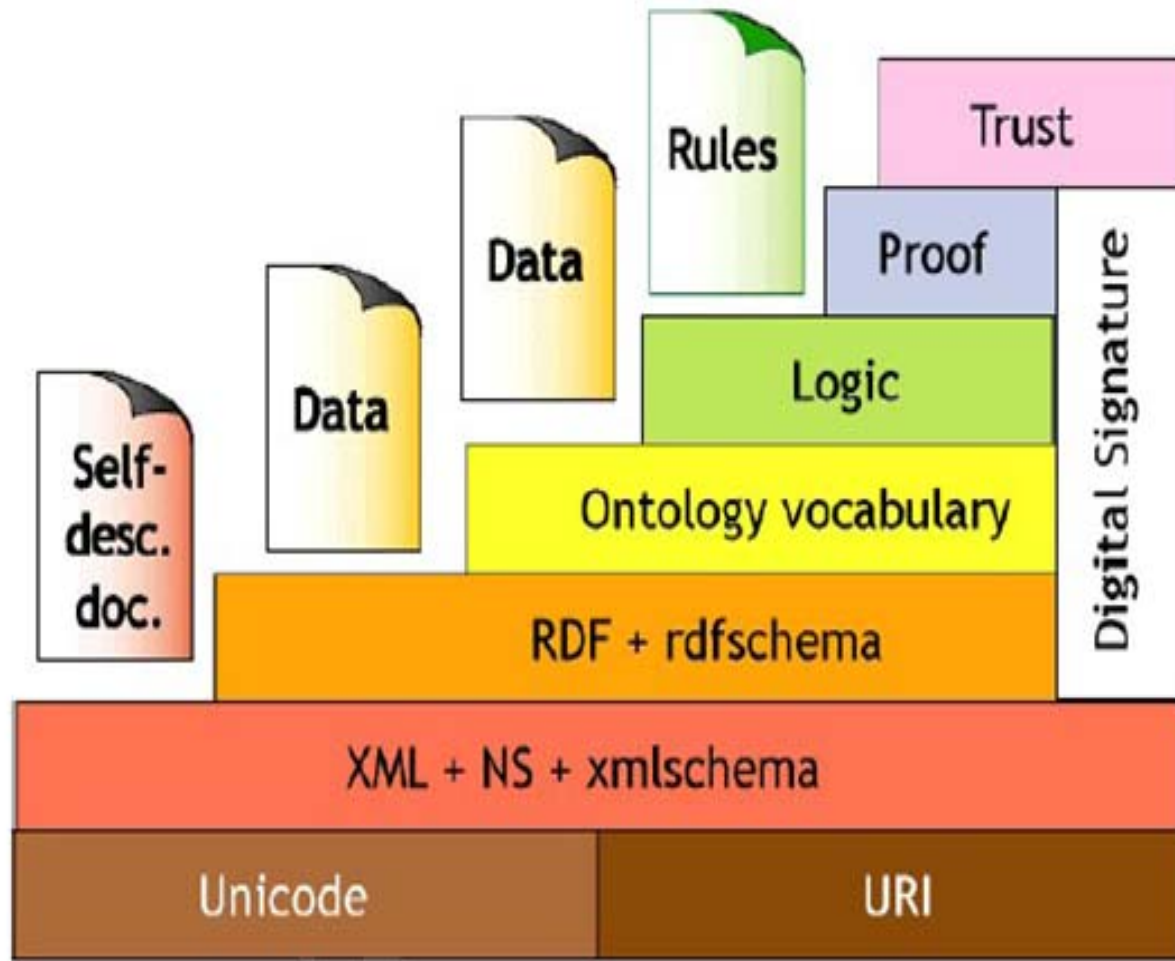 Rules
Trust
Data
Proof
Digital Signature
Data
Logic
Self-
desc.
doc.
Ontology vocabulary
RDF + rdfschema
XML + NS + xmlschema
Unicode
URI